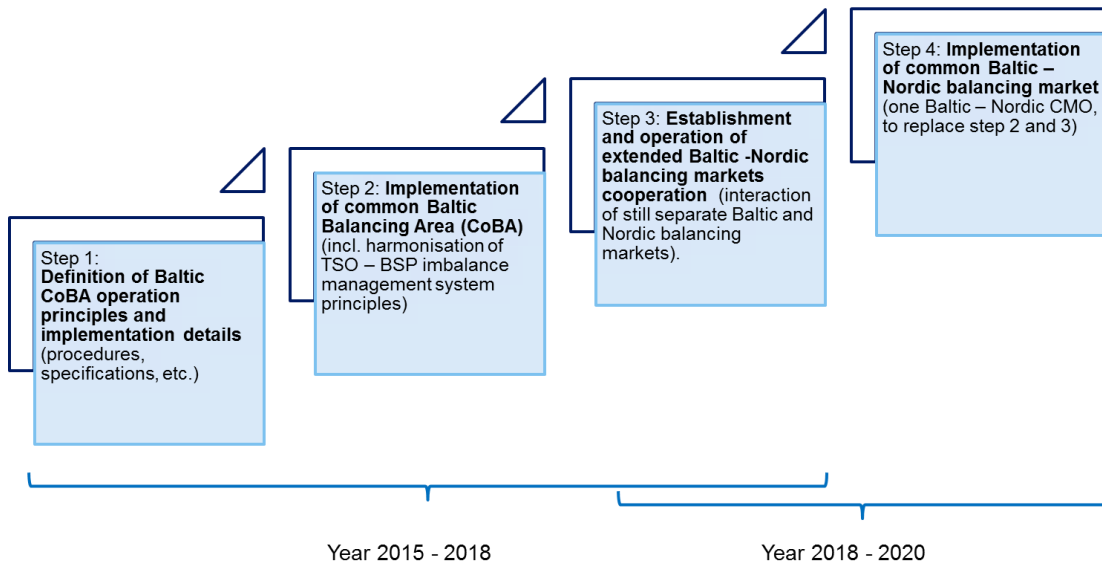 Step 1:
Definition of Baltic
CoBA operation
principles and
implementation details
(procedures,
specifications, etc.)
Step 2: Implementation
of common Baltic
Balancing Area (CoBA)
(incl. harmonisation of
TSO – BSP imbalance
management system
principles)
Step 3: Establishment
and operation of
extended Baltic -Nordic
balancing markets
cooperation (interaction
of still separate Baltic and
Nordic balancing
markets).
Step 4: Implementation
of common Baltic –
Nordic balancing market
(one Baltic – Nordic CMO,
to replace step 2 and 3)
Year 2015 - 2018
Year 2018 - 2020